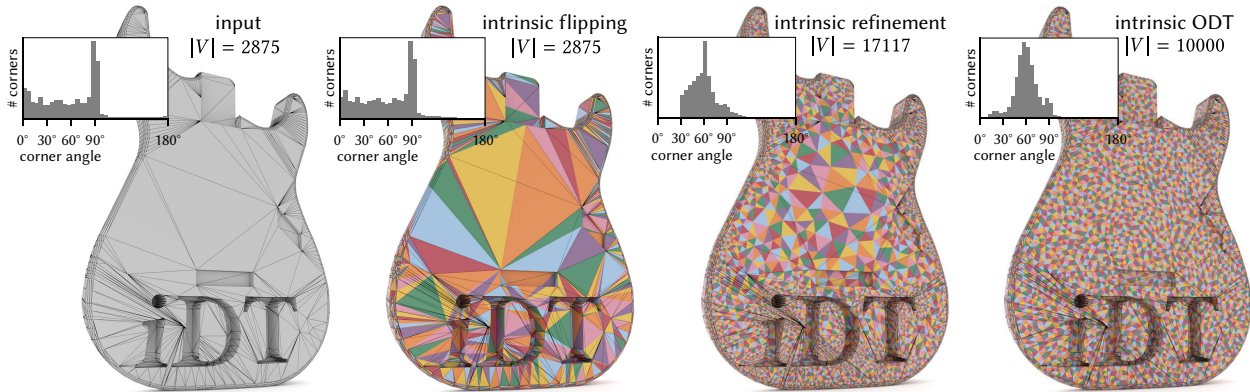 input
|V| = 2875
# corners
0° 30° 60° 90° 180°
corner angle
iDT
intrinsic flipping
|V| = 2875
# corners
0° 30° 60° 90° 180°
corner angle
iDT
intrinsic refinement
|V| = 17117
# corners
0° 30° 60° 90° 180°
corner angle
iDT
intrinsic ODT
|V| = 10000
# corners
0° 30° 60° 90° 180°
corner angle
iDT